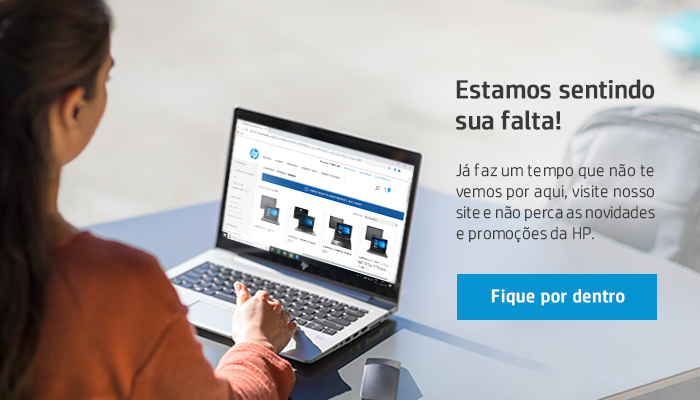 Estamos sentindo
sua falta!
Já faz um tempo que não te
vemos por aqui, visite nosso
site e não perca as novidades
e promoções da HP.
Fique por dentro
hp